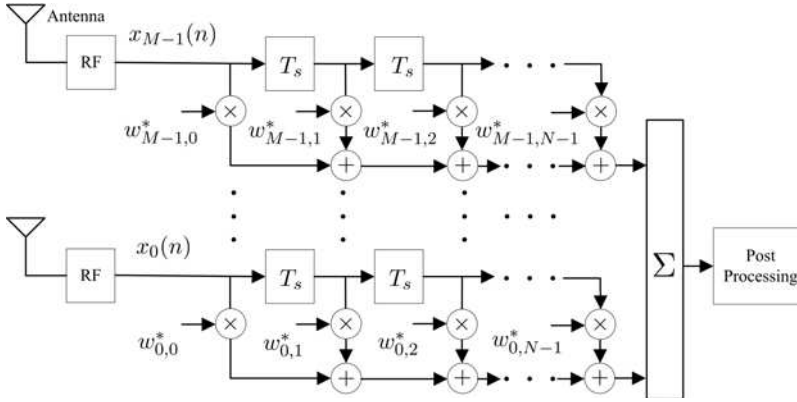 Antenna
RF
x_{M−1}(n)
T_s
T_s
× × × ×
w*_{M−1,0}
w*_{M−1,1}
w*_{M−1,2}
w*_{M−1,N−1}
+ + +
RF
x_0(n)
T_s
T_s
Σ
Post
Processing
× × × ×
w*_{0,0}
w*_{0,1}
w*_{0,2}
w*_{0,N−1}
+ + +